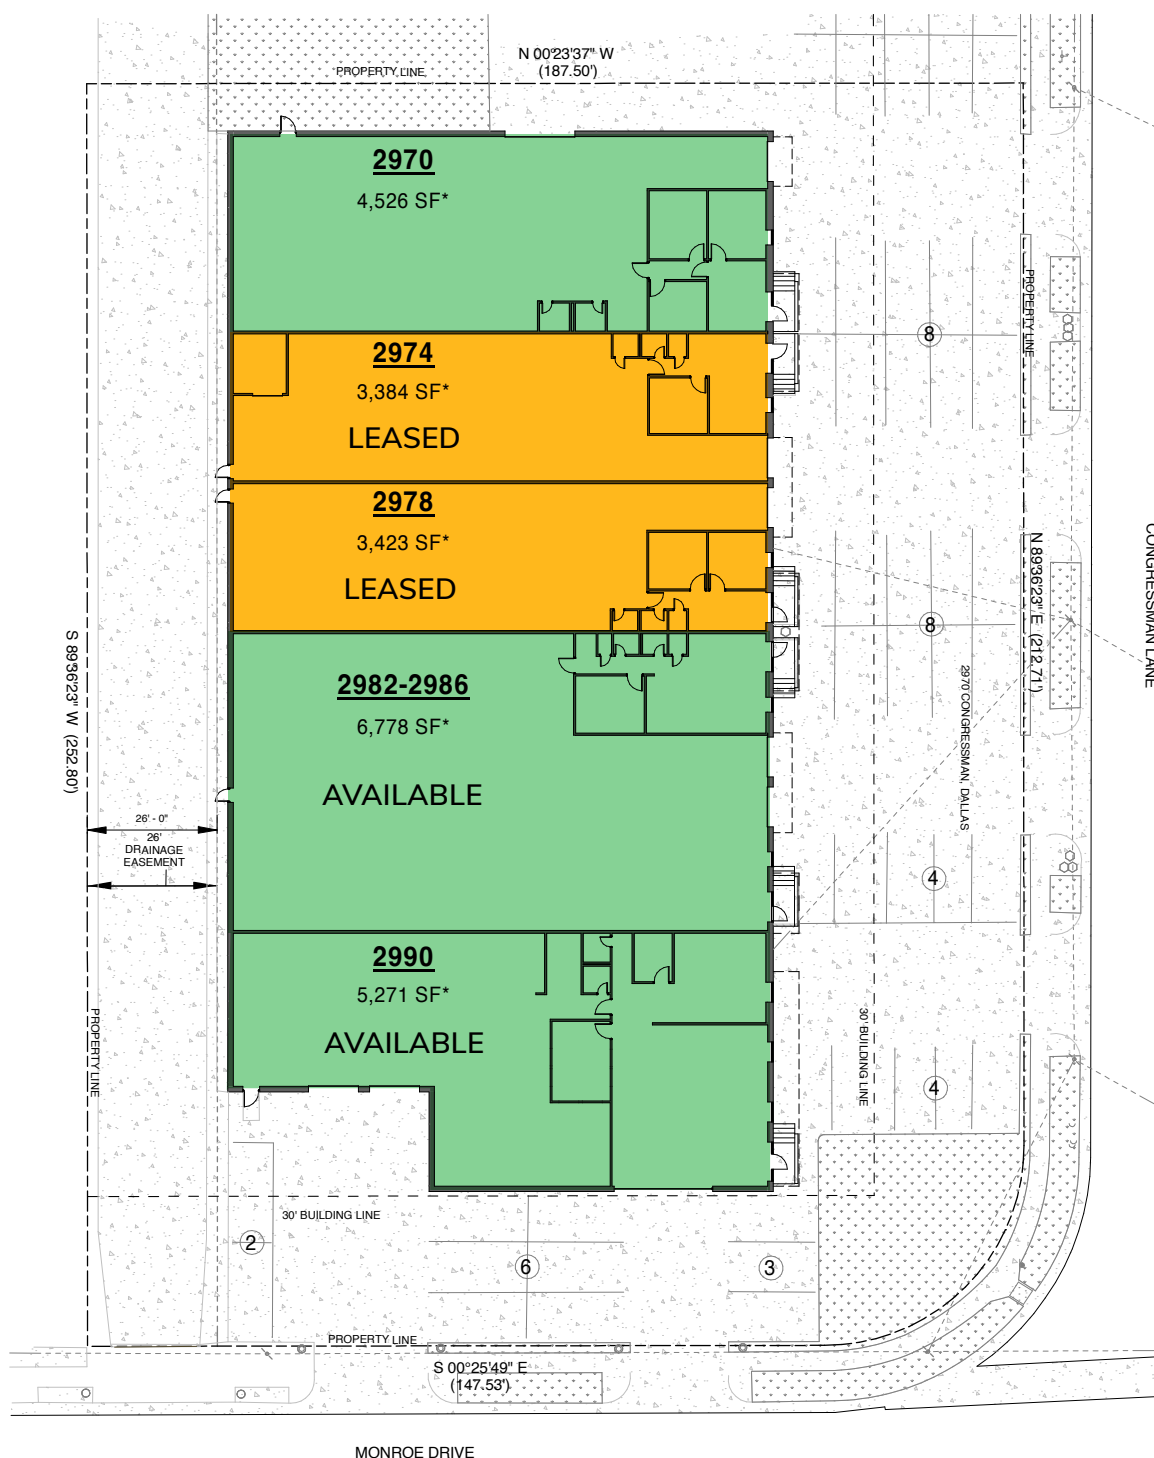 N 00°23'37" W
(187.50')
PROPERTY LINE
2970
4,526 SF*
2974
3,384 SF*
LEASED
2978
3,423 SF*
LEASED
2982-2986
6,778 SF*
AVAILABLE
2990
5,271 SF*
AVAILABLE
8
8
4
4
2
6
3
PROPERTY LINE
N 89°36'23" E (212.71')
CONGRESSMAN LANE
2970 CONGRESSMAN, DALLAS
30' BUILDING LINE
S 89°36'23" W (252.80')
26' - 0"
26'
DRAINAGE
EASEMENT
PROPERTY LINE
30' BUILDING LINE
PROPERTY LINE
S 00°25'49" E
(147.53')
MONROE DRIVE